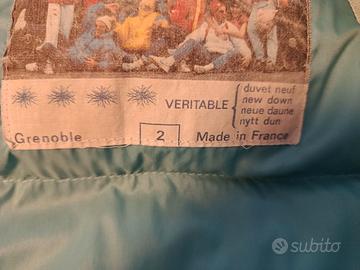 VERITABLE
duvet neuf
new down
neue daune
nytt dun
Grenoble 2 Made in France
subito